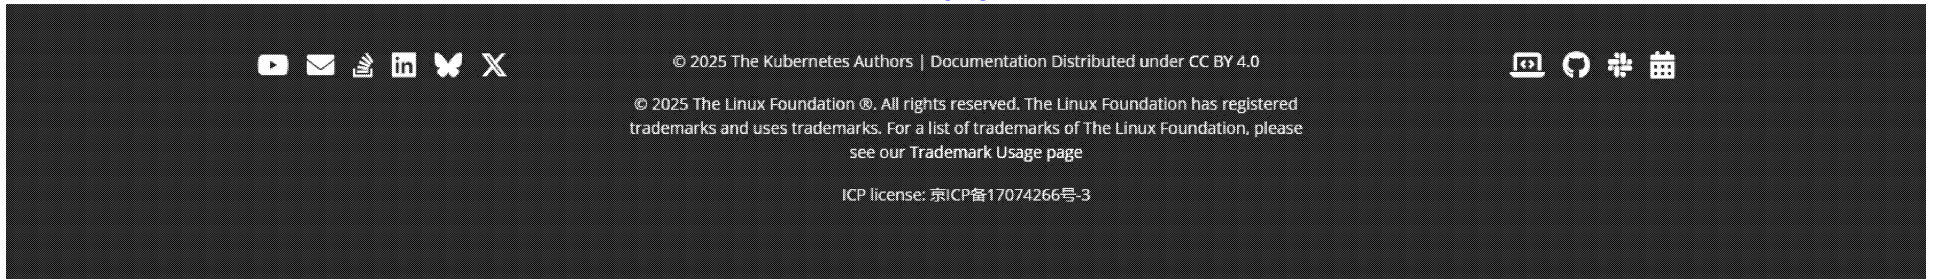 © 2025 The Kubernetes Authors | Documentation Distributed under CC BY 4.0
© 2025 The Linux Foundation ®. All rights reserved. The Linux Foundation has registered
trademarks and uses trademarks. For a list of trademarks of The Linux Foundation, please
see our Trademark Usage page
ICP license: 京ICP备17074266号-3